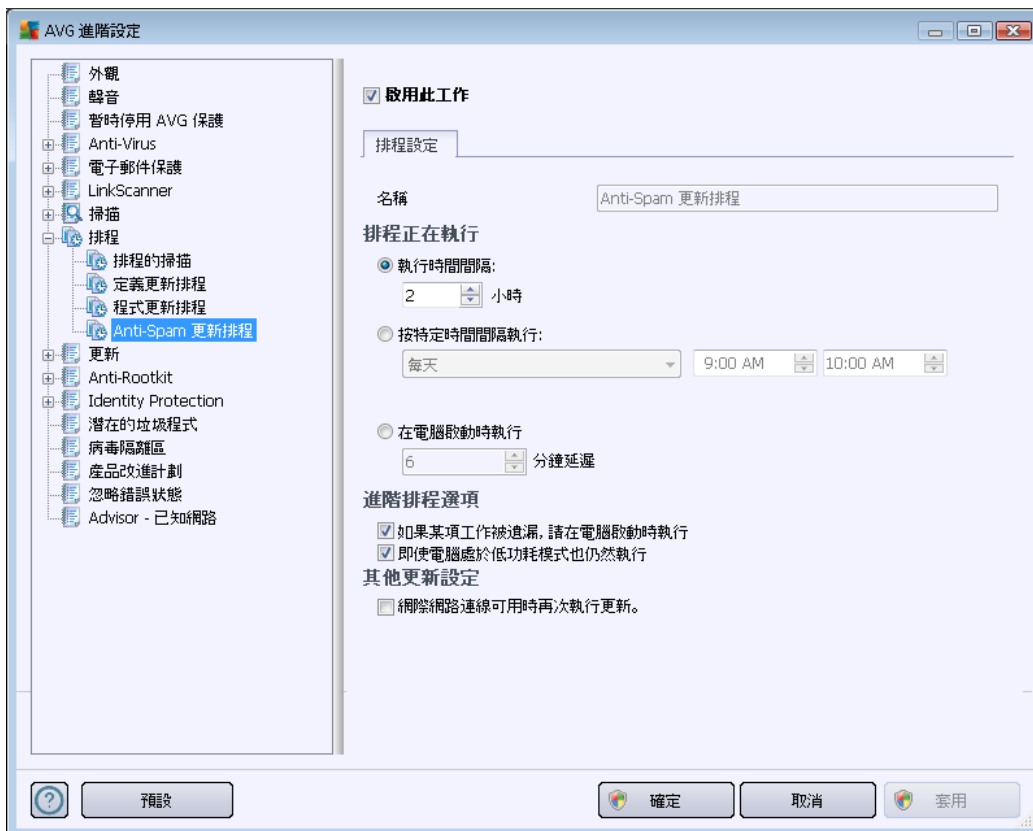 AVG 進階設定
外觀
聲音
暫時停用 AVG 保護
Anti-Virus
電子郵件保護
LinkScanner
掃描
排程
排程的掃描
定義更新排程
程式更新排程
Anti-Spam 更新排程
更新
Anti-Rootkit
Identity Protection
潛在的垃圾程式
病毒隔離區
產品改進計劃
忽略錯誤狀態
Advisor - 已知網路
啟用此工作
排程設定
名稱 Anti-Spam 更新排程
排程正在執行
執行時間間隔:
2 小時
按特定時間間隔執行:
每天 9:00 AM 10:00 AM
在電腦啟動時執行
6 分鐘延遲
進階排程選項
如果某項工作被遺漏, 請在電腦啟動時執行
即使電腦處於低功耗模式也仍然執行
其他更新設定
網際網路連線可用時再次執行更新。
? 預設 確定 取消 套用